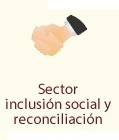 Sector
inclusión social y
reconciliación